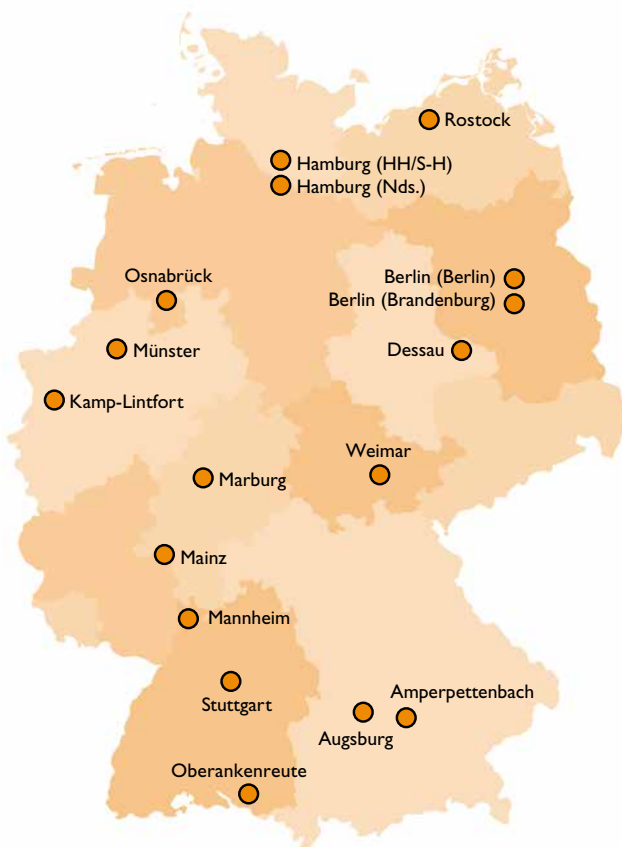 Rostock
Hamburg (HH/S-H)
Hamburg (Nds.)
Berlin (Berlin)
Osnabrück
Berlin (Brandenburg)
Münster
Dessau
Kamp-Lintfort
Weimar
Marburg
Mainz
Mannheim
Stuttgart
Amperpettenbach
Augsburg
Oberankenreute